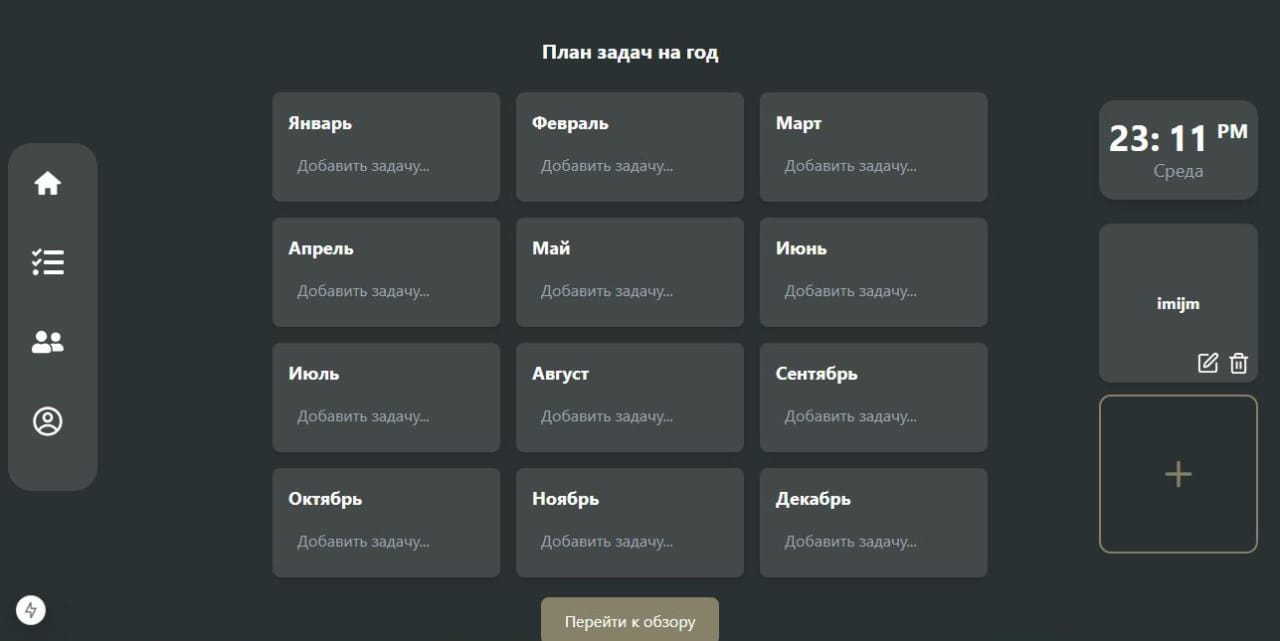 План задач на год
Январь
Добавить задачу...
Февраль
Добавить задачу...
Март
Добавить задачу...
Апрель
Добавить задачу...
Май
Добавить задачу...
Июнь
Добавить задачу...
Июль
Добавить задачу...
Август
Добавить задачу...
Сентябрь
Добавить задачу...
Октябрь
Добавить задачу...
Ноябрь
Добавить задачу...
Декабрь
Добавить задачу...
Перейти к обзору
23: 11 PM
Среда
imijm